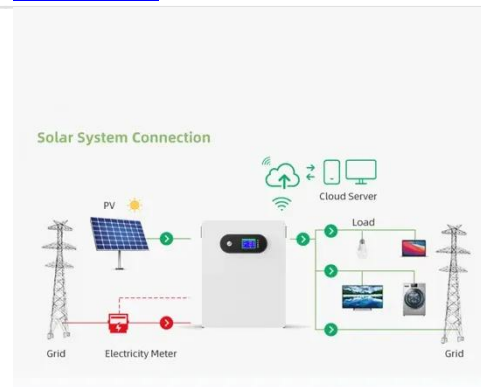 Solar System Connection
Cloud Server
PV
Load
Grid
Electricity Meter
Grid